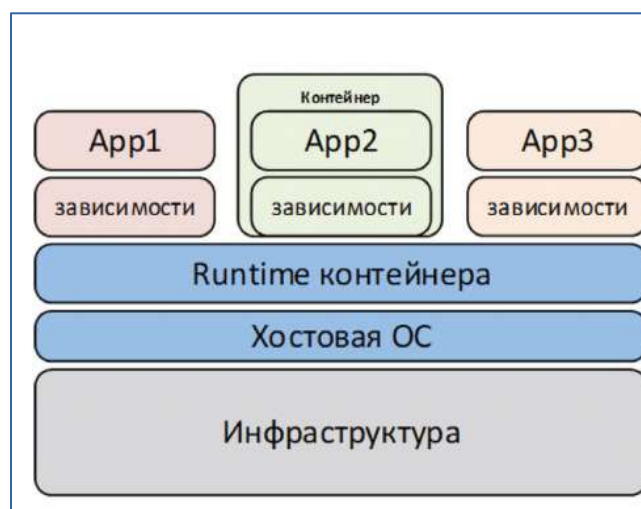 Контейнер
App1 App2 App3
зависимости зависимости зависимости
Runtime контейнера
Хостовая ОС
Инфраструктура